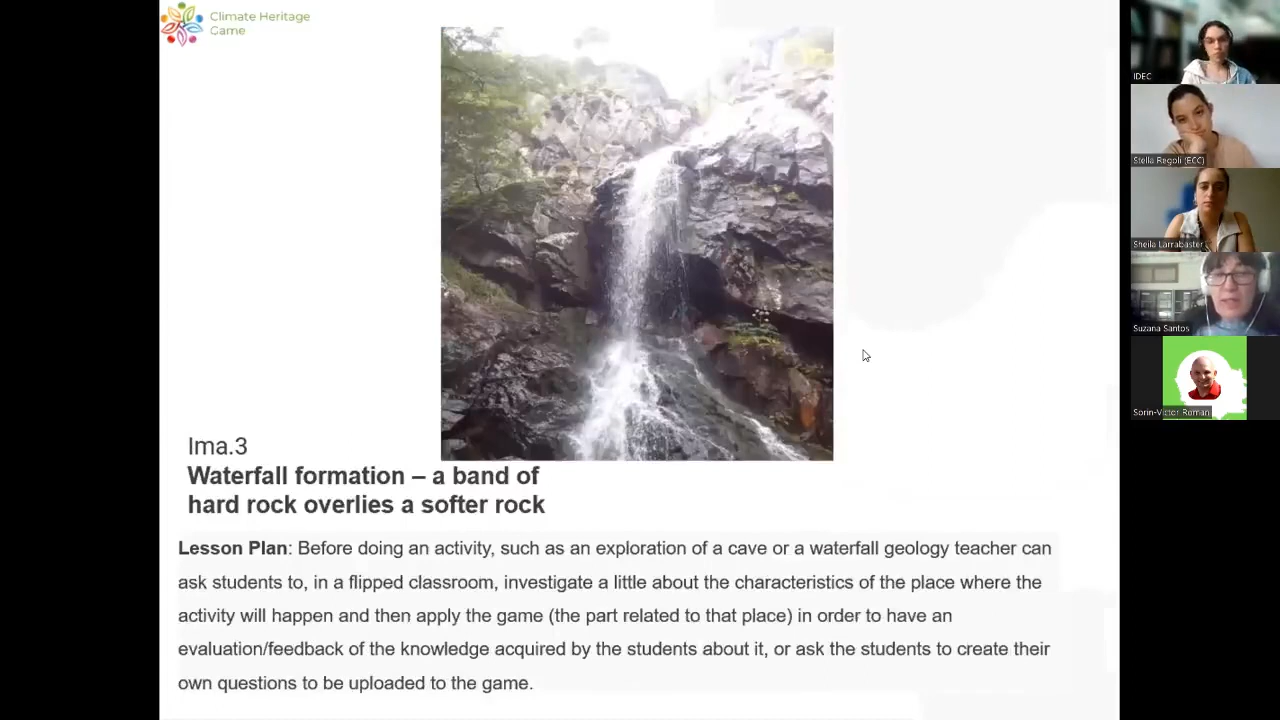 Climate Heritage
Game
Ima.3
Waterfall formation – a band of
hard rock overlies a softer rock
Lesson Plan: Before doing an activity, such as an exploration of a cave or a waterfall geology teacher can
ask students to, in a flipped classroom, investigate a little about the characteristics of the place where the
activity will happen and then apply the game (the part related to that place) in order to have an
evaluation/feedback of the knowledge acquired by the students about it, or ask the students to create their
own questions to be uploaded to the game.
IDEC
Stella Regoli (ECC)
Sheila Larrabaster
Suzana Santos
Sorin-Victor Roman